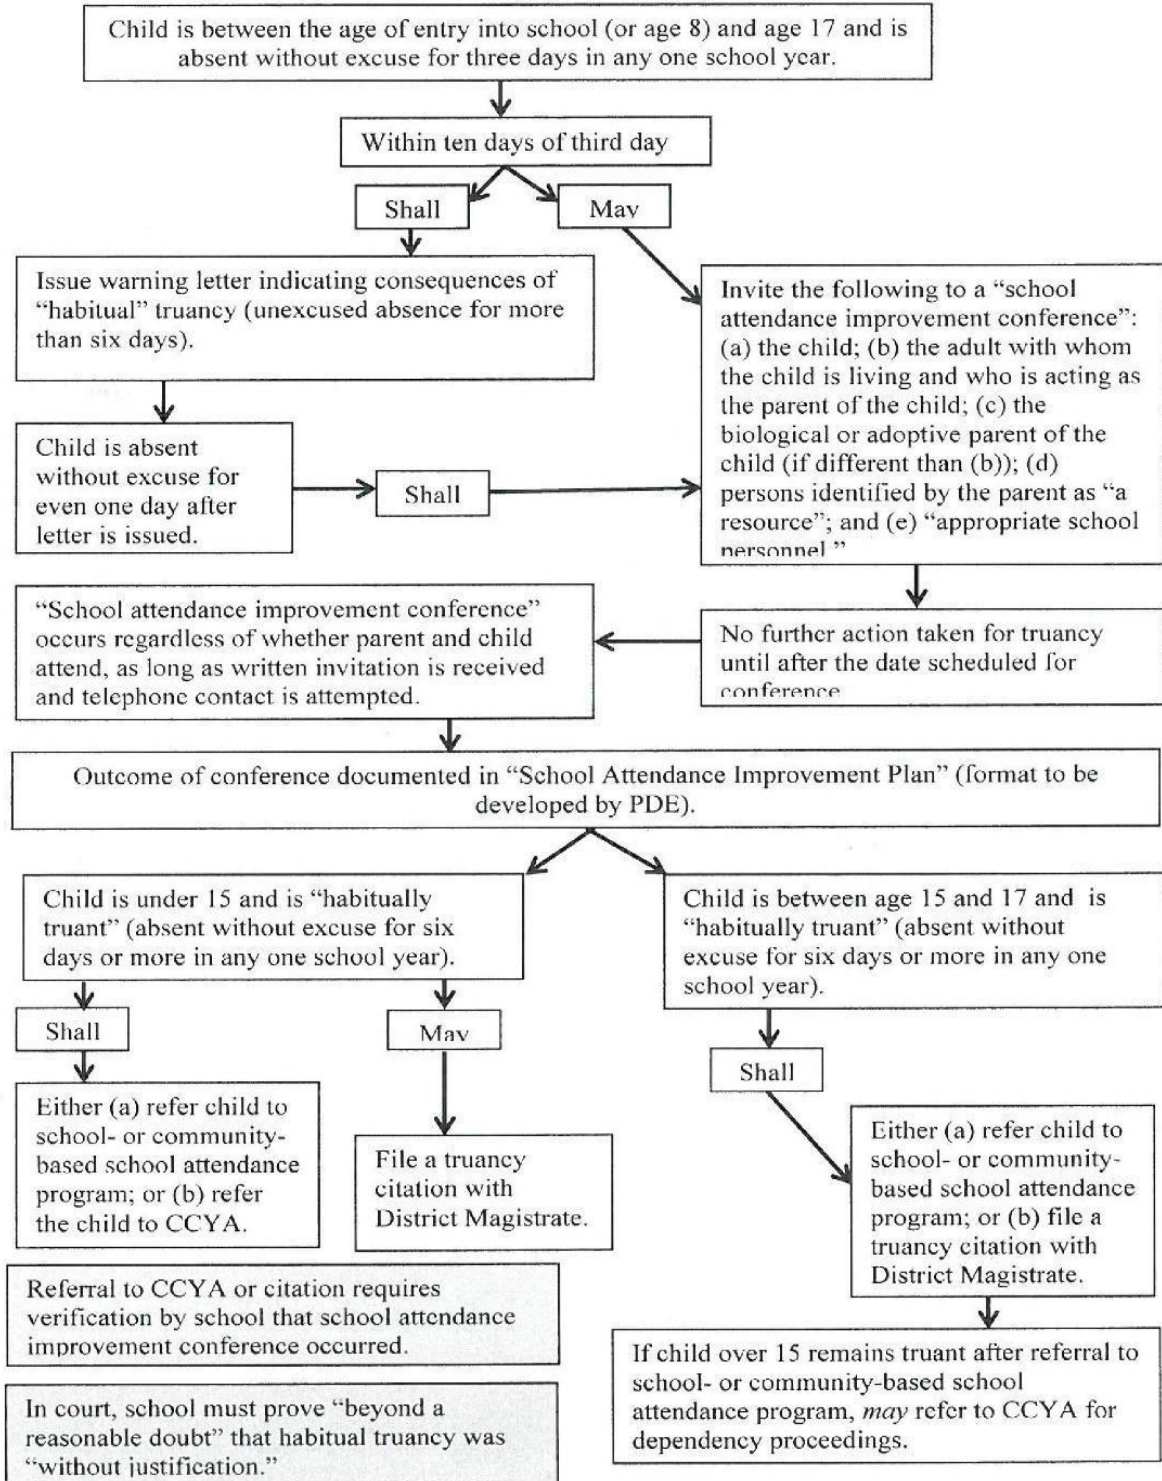 Child is between the age of entry into school (or age 8) and age 17 and is
absent without excuse for three days in any one school year.
Within ten days of third day
Shall
May
Issue warning letter indicating consequences of
“habitual” truancy (unexcused absence for more
than six days).
Invite the following to a “school
attendance improvement conference”:
(a) the child; (b) the adult with whom
the child is living and who is acting as
the parent of the child; (c) the
biological or adoptive parent of the
child (if different than (b)); (d)
persons identified by the parent as “a
resource”; and (e) “appropriate school
personnel.”
Child is absent
without excuse for
even one day after
letter is issued.
Shall
“School attendance improvement conference”
occurs regardless of whether parent and child
attend, as long as written invitation is received
and telephone contact is attempted.
No further action taken for truancy
until after the date scheduled for
conference
Outcome of conference documented in “School Attendance Improvement Plan” (format to be
developed by PDE).
Child is under 15 and is “habitually
truant” (absent without excuse for six
days or more in any one school year).
Child is between age 15 and 17 and is
“habitually truant” (absent without
excuse for six days or more in any one
school year).
Shall
May
Shall
Either (a) refer child to
school- or community-
based school attendance
program; or (b) refer
the child to CCYA.
File a truancy
citation with
District Magistrate.
Either (a) refer child to
school- or community-
based school attendance
program; or (b) file a
truancy citation with
District Magistrate.
Referral to CCYA or citation requires
verification by school that school attendance
improvement conference occurred.
If child over 15 remains truant after referral to
school- or community-based school
attendance program, may refer to CCYA for
dependency proceedings.
In court, school must prove “beyond a
reasonable doubt” that habitual truancy was
“without justification.”